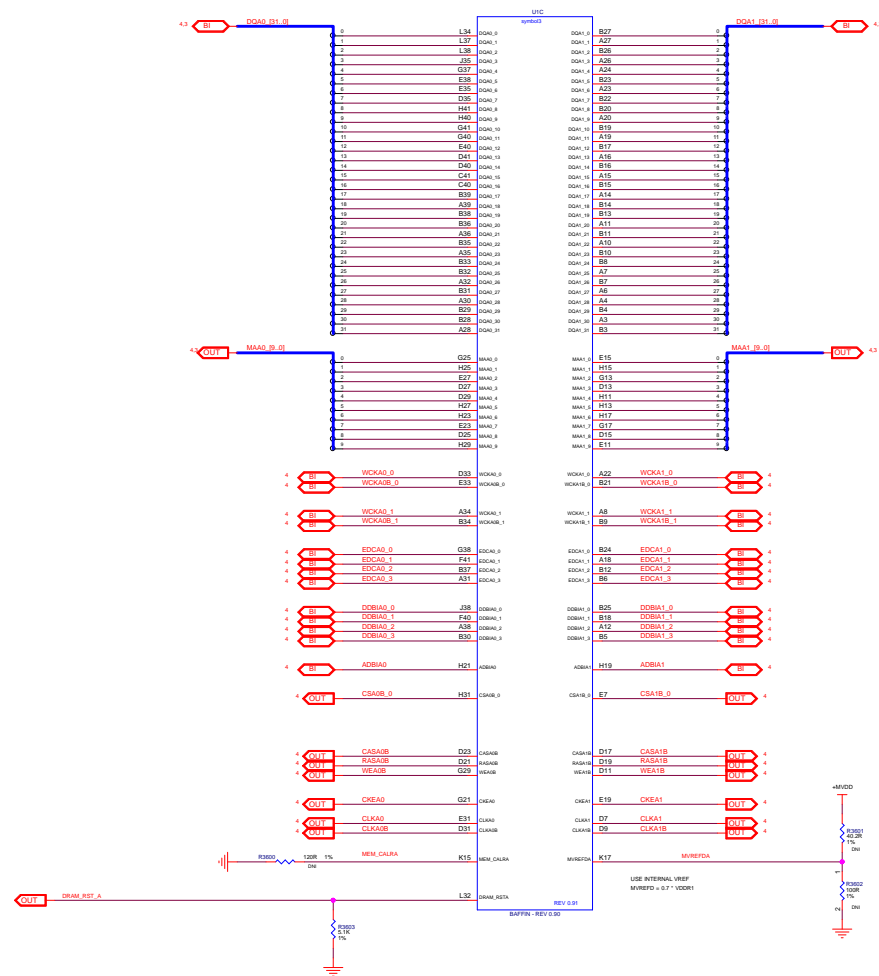 U1C
symbol3
4,3 BI DQA0_[31..0] DQA1_[31..0] BI 4,
0 L34 DQA0_0 DQA1_0 B27 0
1 L37 DQA0_1 DQA1_1 A27 1
2 L38 DQA0_2 DQA1_2 B26 2
3 J35 DQA0_3 DQA1_3 A26 3
4 G37 DQA0_4 DQA1_4 A24 4
5 E38 DQA0_5 DQA1_5 B23 5
6 E35 DQA0_6 DQA1_6 A23 6
7 D35 DQA0_7 DQA1_7 B22 7
8 H41 DQA0_8 DQA1_8 B20 8
9 H40 DQA0_9 DQA1_9 A20 9
10 G41 DQA0_10 DQA1_10 B19 10
11 G40 DQA0_11 DQA1_11 A19 11
12 E40 DQA0_12 DQA1_12 B17 12
13 D41 DQA0_13 DQA1_13 A16 13
14 D40 DQA0_14 DQA1_14 B16 14
15 C41 DQA0_15 DQA1_15 A15 15
16 C40 DQA0_16 DQA1_16 B15 16
17 B39 DQA0_17 DQA1_17 A14 17
18 A39 DQA0_18 DQA1_18 B14 18
19 B38 DQA0_19 DQA1_19 B13 19
20 B36 DQA0_20 DQA1_20 A11 20
21 A36 DQA0_21 DQA1_21 B11 21
22 B35 DQA0_22 DQA1_22 A10 22
23 A35 DQA0_23 DQA1_23 B10 23
24 B33 DQA0_24 DQA1_24 B8 24
25 B32 DQA0_25 DQA1_25 A7 25
26 A32 DQA0_26 DQA1_26 B7 26
27 B31 DQA0_27 DQA1_27 A6 27
28 A30 DQA0_28 DQA1_28 A4 28
29 B29 DQA0_29 DQA1_29 B4 29
30 B28 DQA0_30 DQA1_30 A3 30
31 A28 DQA0_31 DQA1_31 B3 31
4,3 OUT MAA0_[9..0] MAA1_[9..0] OUT 4,3
0 G25 MAA0_0 MAA1_0 E15 0
1 H25 MAA0_1 MAA1_1 H15 1
2 E27 MAA0_2 MAA1_2 G13 2
3 D27 MAA0_3 MAA1_3 D13 3
4 D29 MAA0_4 MAA1_4 H11 4
5 H27 MAA0_5 MAA1_5 H13 5
6 H23 MAA0_6 MAA1_6 H17 6
7 E23 MAA0_7 MAA1_7 G17 7
8 D25 MAA0_8 MAA1_8 D15 8
9 H29 MAA0_9 MAA1_9 E11 9
4 BI WCKA0_0 D33 WCKA0_0 WCKA1_0 A22 WCKA1_0 BI 4
4 BI WCKA0B_0 E33 WCKA0B_0 WCKA1B_0 B21 WCKA1B_0 BI 4
4 BI WCKA0_1 A34 WCKA0_1 WCKA1_1 A8 WCKA1_1 BI 4
4 BI WCKA0B_1 B34 WCKA0B_1 WCKA1B_1 B9 WCKA1B_1 BI 4
4 BI EDCA0_0 G38 EDCA0_0 EDCA1_0 B24 EDCA1_0 BI 4
4 BI EDCA0_1 F41 EDCA0_1 EDCA1_1 A18 EDCA1_1 BI 4
4 BI EDCA0_2 B37 EDCA0_2 EDCA1_2 B12 EDCA1_2 BI 4
4 BI EDCA0_3 A31 EDCA0_3 EDCA1_3 B6 EDCA1_3 BI 4
4 BI DDBIA0_0 J38 DDBIA0_0 DDBIA1_0 B25 DDBIA1_0 BI 4
4 BI DDBIA0_1 F40 DDBIA0_1 DDBIA1_1 B18 DDBIA1_1 BI 4
4 BI DDBIA0_2 A38 DDBIA0_2 DDBIA1_2 A12 DDBIA1_2 BI 4
4 BI DDBIA0_3 B30 DDBIA0_3 DDBIA1_3 B5 DDBIA1_3 BI 4
4 BI ADBIA0 H21 ADBIA0 ADBIA1 H19 ADBIA1 BI 4
4 OUT CSA0B_0 H31 CSA0B_0 CSA1B_0 E7 CSA1B_0 OUT 4
4 OUT CASA0B D23 CASA0B CASA1B D17 CASA1B OUT 4
4 OUT RASA0B D21 RASA0B RASA1B D19 RASA1B OUT 4
4 OUT WEA0B G29 WEA0B WEA1B D11 WEA1B OUT 4
+MVDD
4 OUT CKEA0 G21 CKEA0 CKEA1 E19 CKEA1 OUT 4
4 OUT CLKA0 E31 CLKA0 CLKA1 D7 CLKA1 OUT 4
4 OUT CLKA0B D31 CLKA0B CLKA1B D9 CLKA1B OUT 4
R3601
40.2R
1%
DNI
R3600 120R 1% MEM_CALRA K15 MEM_CALRA MVREFDA K17 MVREFDA
DNI
USE INTERNAL VREF
MVREFD = 0.7 * VDDR1
1
R3602
100R
1%
2 DNI
OUT DRAM_RST_A L32 DRAM_RSTA
REV 0.91
BAFFIN - REV 0.90
R3603
5.1K
1%